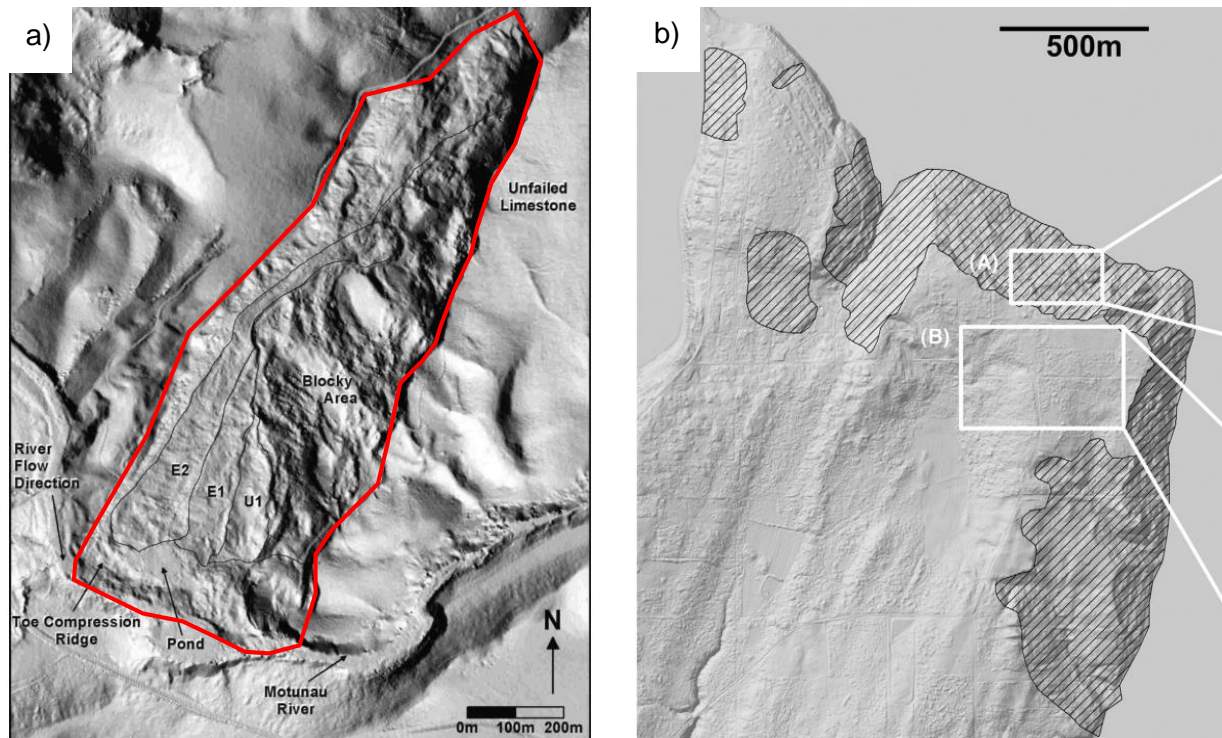 a)
Unfailed
Limestone
Blocky
Area
River
Flow
Direction
E2
E1
U1
Toe Compression
Ridge
Pond
Motunau
River
N
0m 100m 200m
b)
500m
(A)
(B)